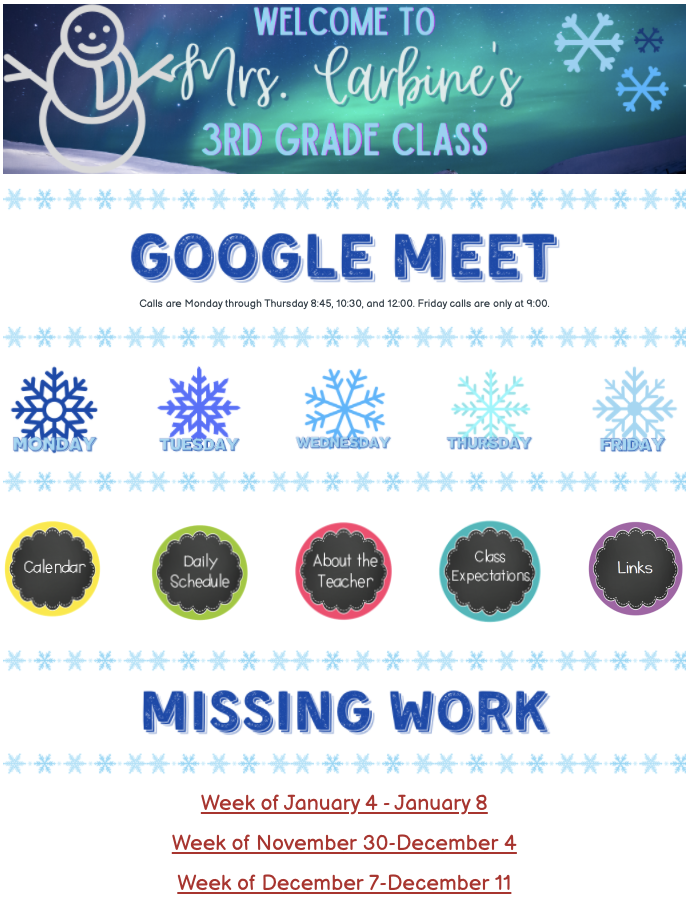 WELCOME TO
Mrs. Carbine's
3RD GRADE CLASS
GOOGLE MEET
Calls are Monday through Thursday 8:45, 10:30, and 12:00. Friday calls are only at 9:00.
MONDAY
TUESDAY
WEDNESDAY
THURSDAY
FRIDAY
Calendar
Daily
Schedule
About the
Teacher
Class
Expectations
Links
MISSING WORK
Week of January 4 - January 8
Week of November 30-December 4
Week of December 7-December 11